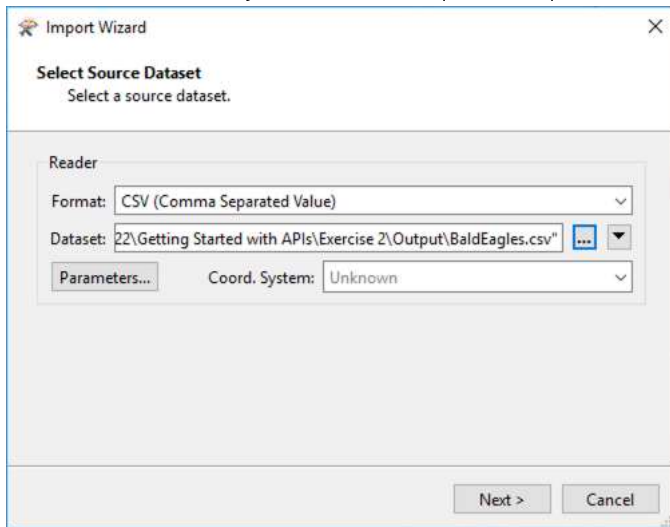 Import Wizard
Select Source Dataset
Select a source dataset.
Reader
Format: CSV (Comma Separated Value)
Dataset: 22\Getting Started with APIs\Exercise 2\Output\BaldEagles.csv" ...
Parameters... Coord. System: Unknown
Next > Cancel